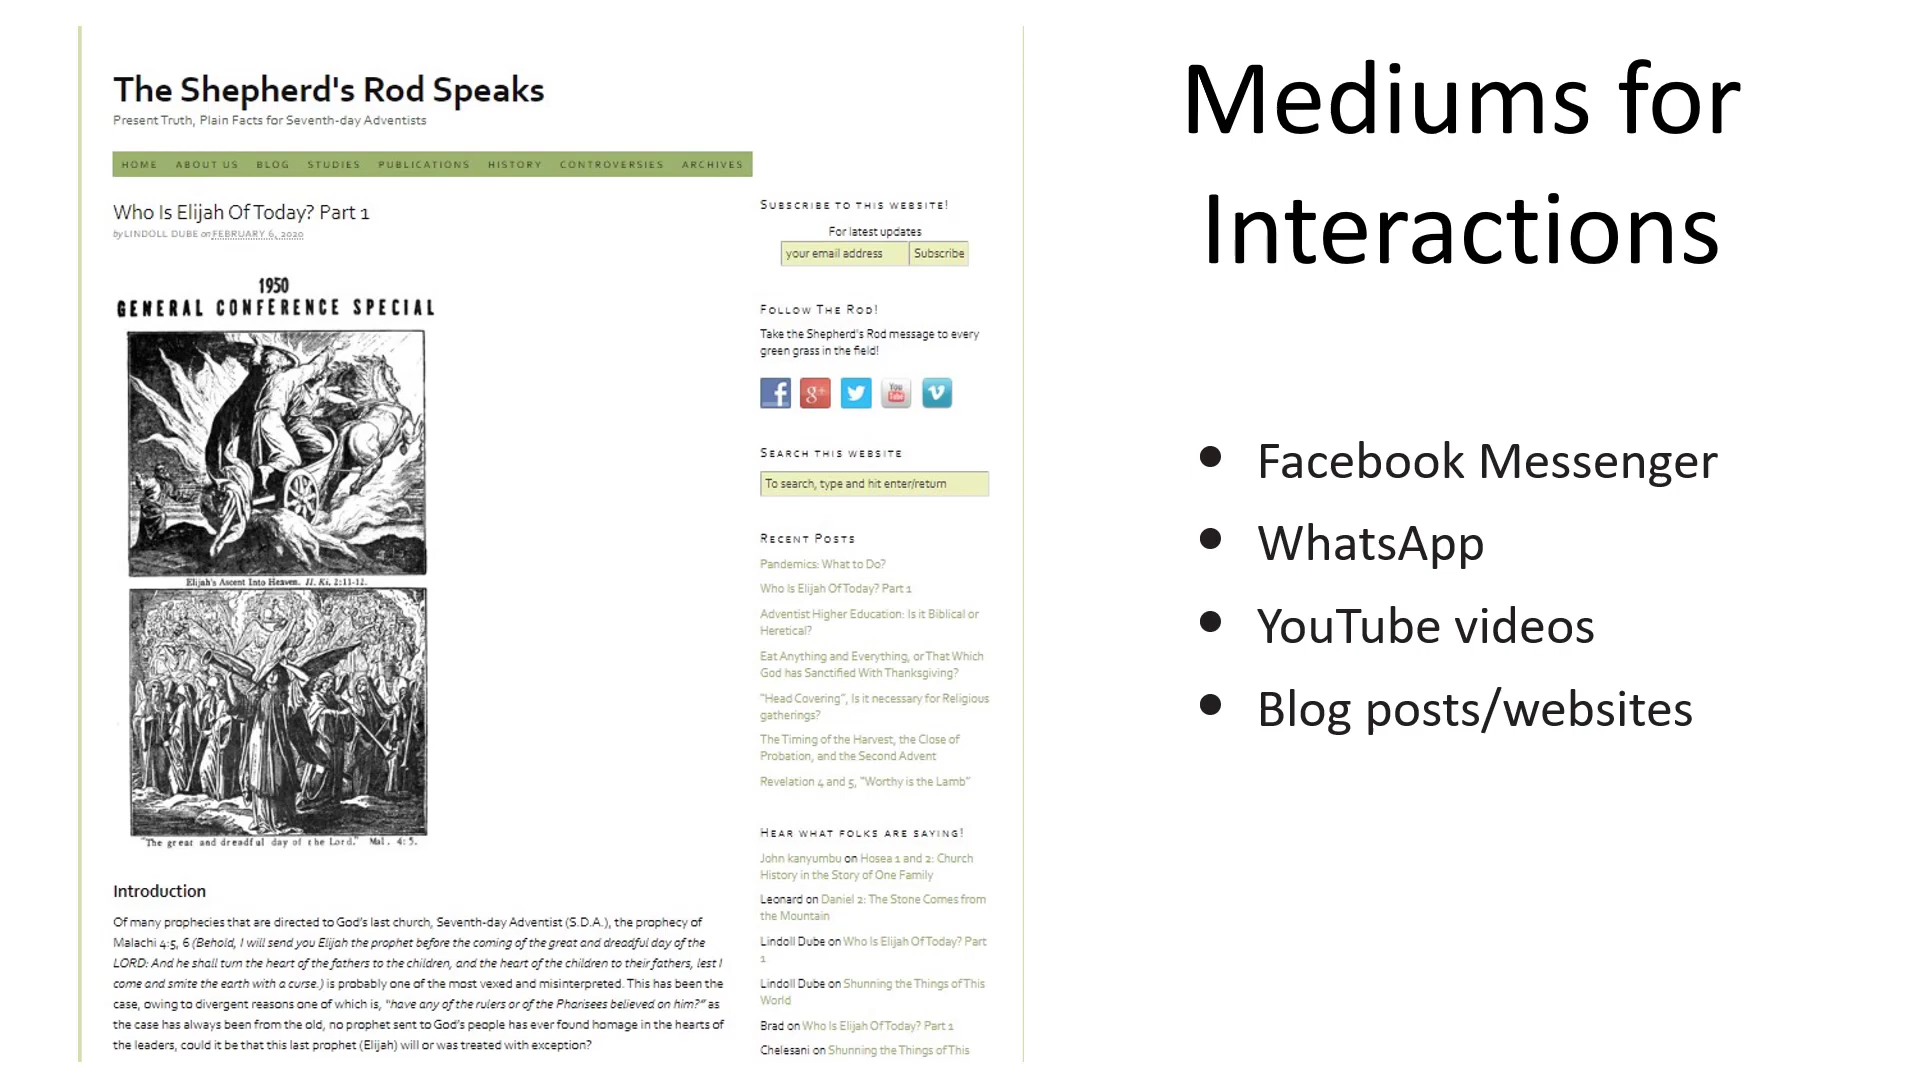 The Shepherd's Rod Speaks
Present Truth, Plain Facts for Seventh-day Adventists
HOME ABOUT US BLOG STUDIES PUBLICATIONS HISTORY CONTROVERSIES ARCHIVES
Who Is Elijah Of Today? Part 1
by LINDOLL DUBE on FEBRUARY 6, 2020
1950
GENERAL CONFERENCE SPECIAL
Elijah's Ascent Into Heaven. II. Ki. 2:11-12.
"The great and dreadful day of the Lord." Mal. 4:5.
Introduction
Of many prophecies that are directed to God's last church, Seventh-day Adventist (S.D.A.), the prophecy of
Malachi 4:5, 6 (Behold, I will send you Elijah the prophet before the coming of the great and dreadful day of the
LORD: And he shall turn the heart of the fathers to the children, and the heart of the children to their fathers, lest I
come and smite the earth with a curse.) is probably one of the most vexed and misinterpreted. This has been the
case, owing to divergent reasons one of which is, "have any of the rulers or of the Pharisees believed on him?" as
the case has always been from the old, no prophet sent to God's people has ever found homage in the hearts of
the leaders, could it be that this last prophet (Elijah) will or was treated with exception?
SUBSCRIBE TO THIS WEBSITE!
For latest updates
your email address Subscribe
FOLLOW THE ROD!
Take the Shepherd's Rod message to every
green grass in the field!
f g+ You Tube v
SEARCH THIS WEBSITE
To search, type and hit enter/return
RECENT POSTS
Pandemics: What to Do?
Who Is Elijah Of Today? Part 1
Adventist Higher Education: Is it Biblical or
Heretical?
Eat Anything and Everything, or That Which
God has Sanctified With Thanksgiving?
"Head Covering", Is it necessary for Religious
gatherings?
The Timing of the Harvest, the Close of
Probation, and the Second Advent
Revelation 4 and 5, "Worthy is the Lamb"
HEAR WHAT FOLKS ARE SAYING!
John kanyumbu on Hosea 1 and 2: Church
History in the Story of One Family
Leonard on Daniel 2: The Stone Comes from
the Mountain
Lindoll Dube on Who Is Elijah Of Today? Part
1
Lindoll Dube on Shunning the Things of This
World
Brad on Who Is Elijah Of Today? Part 1
Chelesani on Shunning the Things of This
Mediums for
Interactions
• Facebook Messenger
• WhatsApp
• YouTube videos
• Blog posts/websites